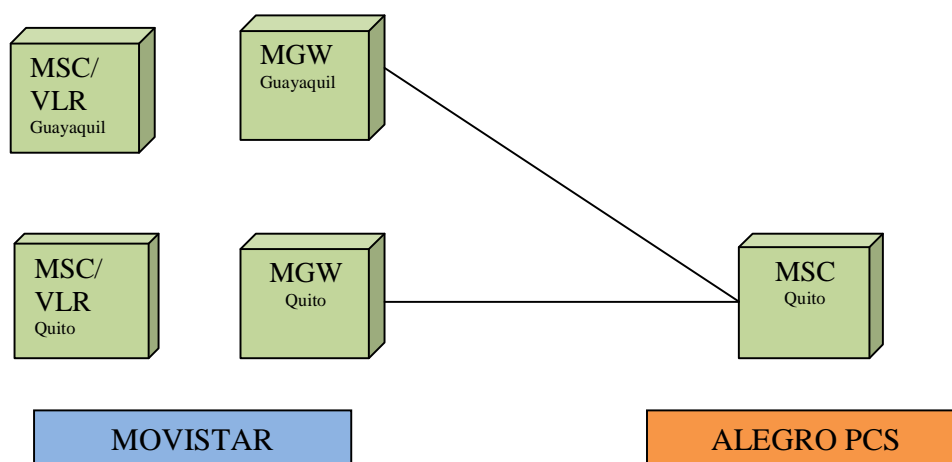 MSC/
VLR
Guayaquil
MGW
Guayaquil
MSC/
VLR
Quito
MGW
Quito
MSC
Quito
MOVISTAR
ALEGRO PCS